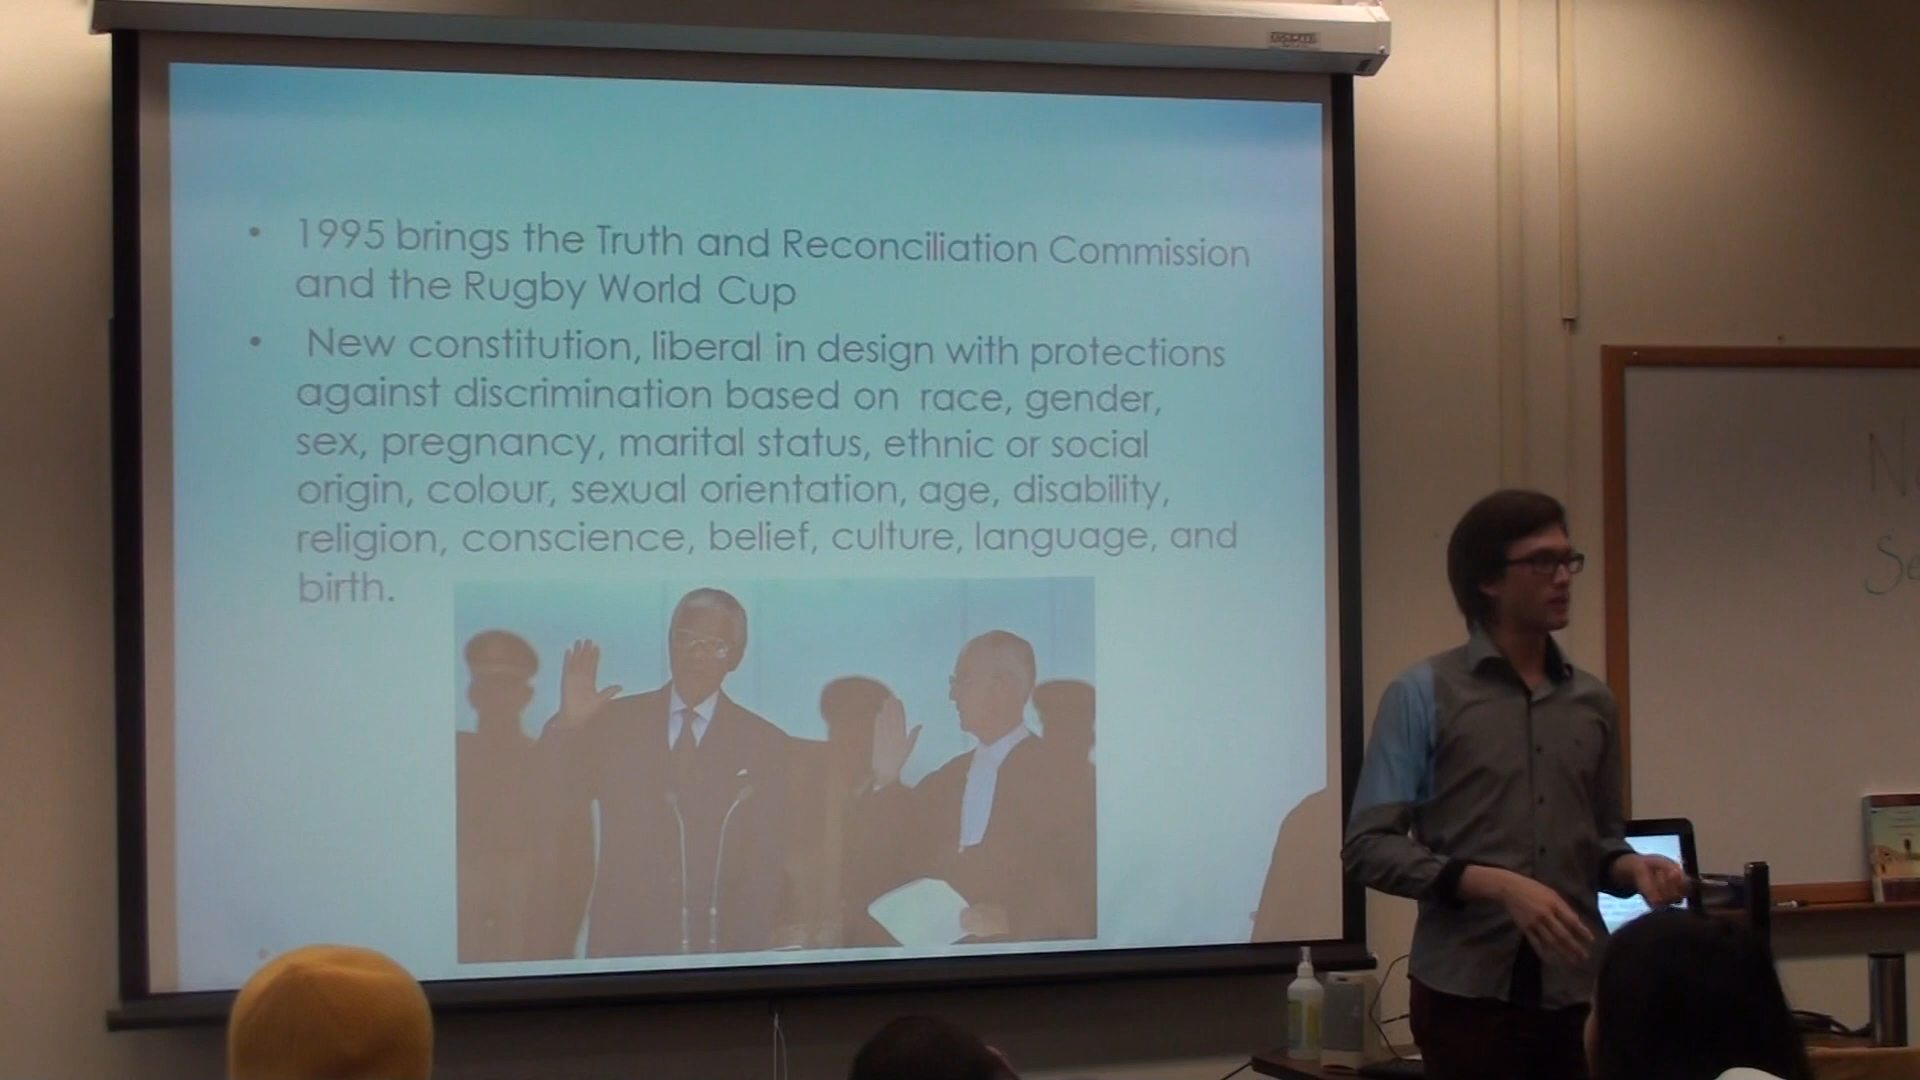 • 1995 brings the Truth and Reconciliation Commission
and the Rugby World Cup
• New constitution, liberal in design with protections
against discrimination based on race, gender,
sex, pregnancy, marital status, ethnic or social
origin, colour, sexual orientation, age, disability,
religion, conscience, belief, culture, language, and
birth.